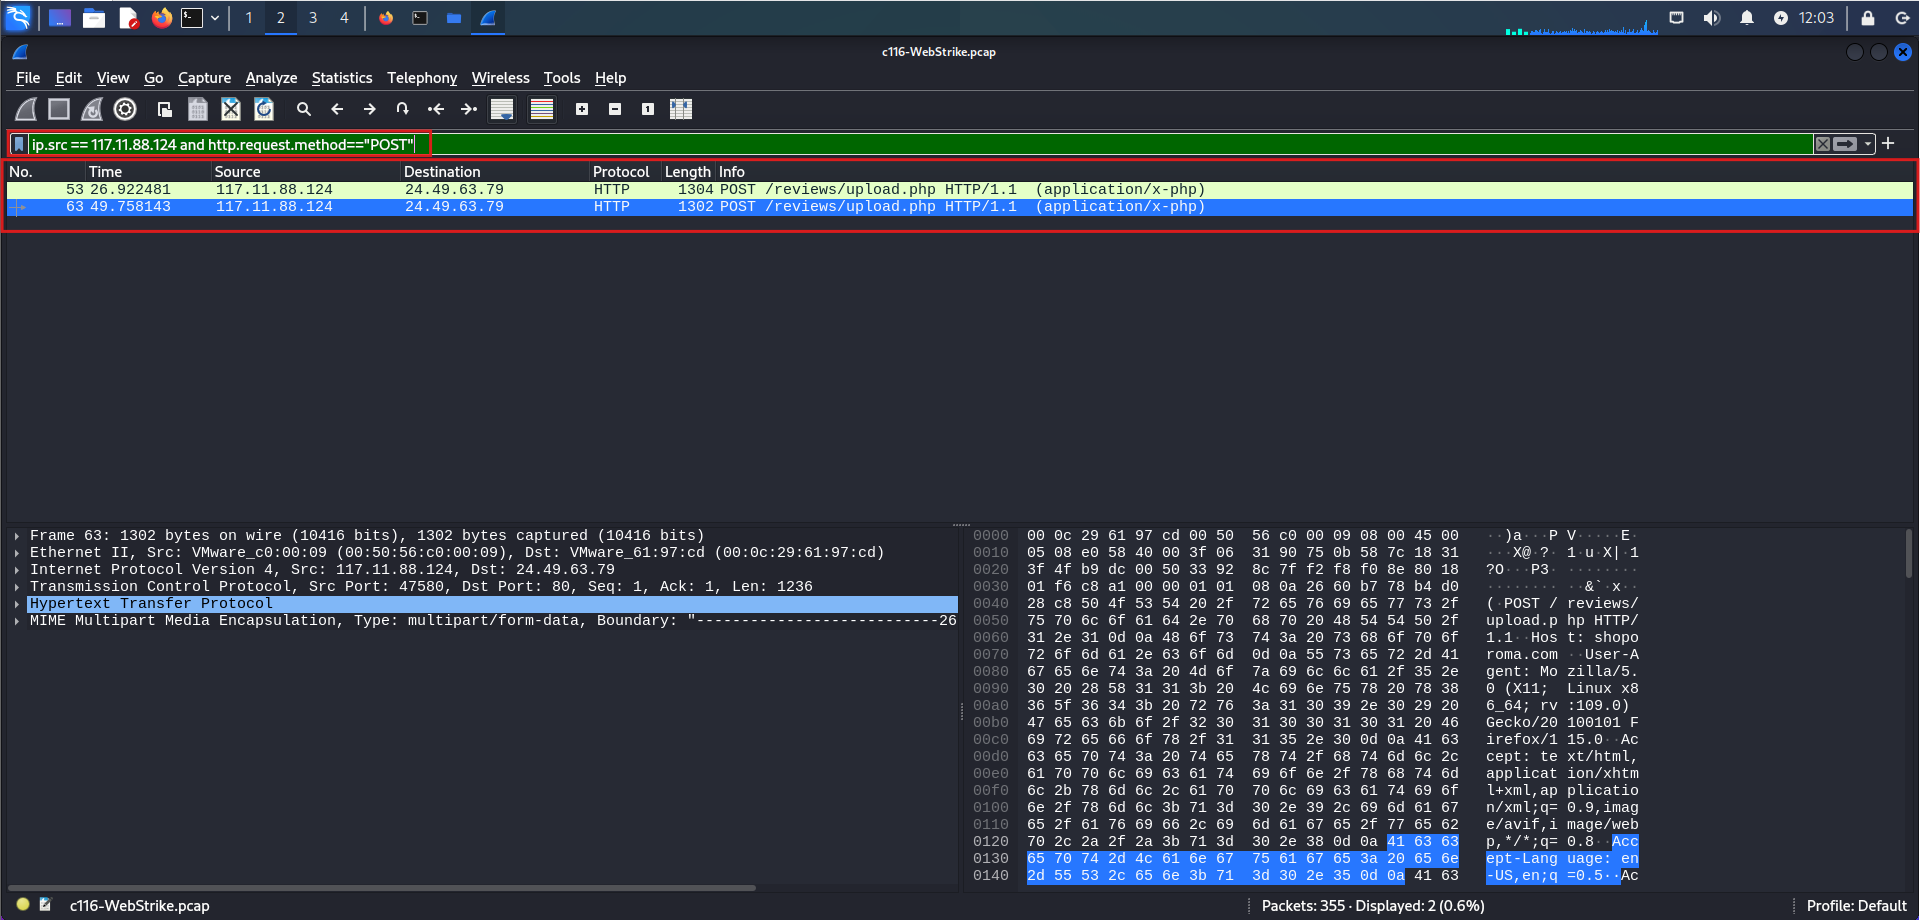 1 2 3 4 12:03
c116-WebStrike.pcap
File Edit View Go Capture Analyze Statistics Telephony Wireless Tools Help
ip.src == 117.11.88.124 and http.request.method=="POST"
No. Time Source Destination Protocol Length Info
53 26.922481 117.11.88.124 24.49.63.79 HTTP 1304 POST /reviews/upload.php HTTP/1.1 (application/x-php)
63 49.758143 117.11.88.124 24.49.63.79 HTTP 1302 POST /reviews/upload.php HTTP/1.1 (application/x-php)
Frame 63: 1302 bytes on wire (10416 bits), 1302 bytes captured (10416 bits)
Ethernet II, Src: VMware_c0:00:09 (00:50:56:c0:00:09), Dst: VMware_61:97:cd (00:0c:29:61:97:cd)
Internet Protocol Version 4, Src: 117.11.88.124, Dst: 24.49.63.79
Transmission Control Protocol, Src Port: 47580, Dst Port: 80, Seq: 1, Ack: 1, Len: 1236
Hypertext Transfer Protocol
MIME Multipart Media Encapsulation, Type: multipart/form-data, Boundary: "---------------------------26
0000 00 0c 29 61 97 cd 00 50 56 c0 00 09 08 00 45 00 ··)a···P V·····E·
0010 05 08 e0 58 40 00 3f 06 31 90 75 0b 58 7c 18 31 ···X@·?· 1·u·X|·1
0020 3f 4f b9 dc 00 50 33 92 8c 7f f2 f8 f0 8e 80 18 ?O···P3· ········
0030 01 f6 c8 a1 00 00 01 01 08 0a 26 60 b7 78 b4 d0 ········ ··&`·x··
0040 28 c8 50 4f 53 54 20 2f 72 65 76 69 65 77 73 2f (·POST / reviews/
0050 75 70 6c 6f 61 64 2e 70 68 70 20 48 54 54 50 2f upload.p hp HTTP/
0060 31 2e 31 0d 0a 48 6f 73 74 3a 20 73 68 6f 70 6f 1.1··Hos t: shopo
0070 72 6f 6d 61 2e 63 6f 6d 0d 0a 55 73 65 72 2d 41 roma.com ··User-A
0080 67 65 6e 74 3a 20 4d 6f 7a 69 6c 6c 61 2f 35 2e gent: Mo zilla/5.
0090 30 20 28 58 31 31 3b 20 4c 69 6e 75 78 20 78 38 0 (X11; Linux x8
00a0 36 5f 36 34 3b 20 72 76 3a 31 30 39 2e 30 29 20 6_64; rv :109.0)
00b0 47 65 63 6b 6f 2f 32 30 31 30 30 31 30 31 20 46 Gecko/20 100101 F
00c0 69 72 65 66 6f 78 2f 31 31 35 2e 30 0d 0a 41 63 irefox/1 15.0··Ac
00d0 63 65 70 74 3a 20 74 65 78 74 2f 68 74 6d 6c 2c cept: te xt/html,
00e0 61 70 70 6c 69 63 61 74 69 6f 6e 2f 78 68 74 6d applicat ion/xhtm
00f0 6c 2b 78 6d 6c 2c 61 70 70 6c 69 63 61 74 69 6f l+xml,ap plicatio
0100 6e 2f 78 6d 6c 3b 71 3d 30 2e 39 2c 69 6d 61 67 n/xml;q= 0.9,imag
0110 65 2f 61 76 69 66 2c 69 6d 61 67 65 2f 77 65 62 e/avif,i mage/web
0120 70 2c 2a 2f 2a 3b 71 3d 30 2e 38 0d 0a 41 63 63 p,*/*;q= 0.8··Acc
0130 65 70 74 2d 4c 61 6e 67 75 61 67 65 3a 20 65 6e ept-Lang uage: en
0140 2d 55 53 2c 65 6e 3b 71 3d 30 2e 35 0d 0a 41 63 -US,en;q =0.5··Ac
c116-WebStrike.pcap Packets: 355 · Displayed: 2 (0.6%) Profile: Default